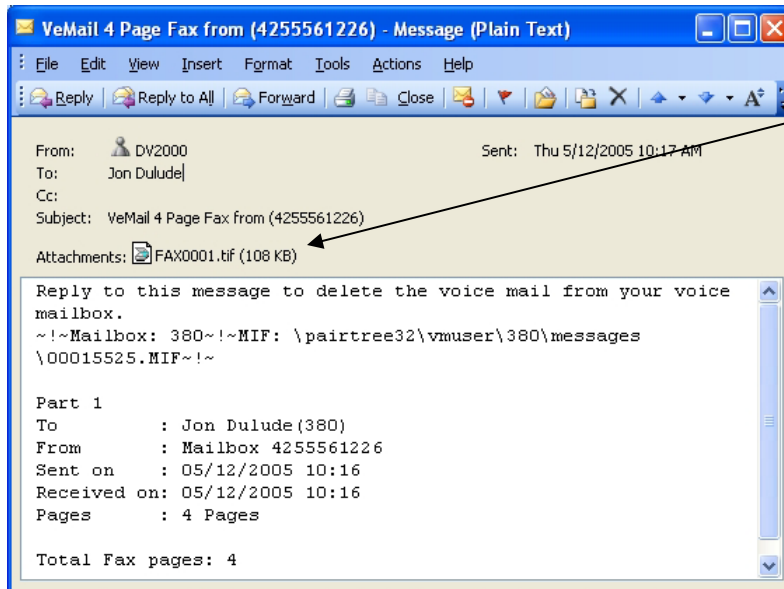 VeMail 4 Page Fax from (4255561226) - Message (Plain Text)
File Edit View Insert Format Tools Actions Help
Reply Reply to All Forward Close
From: DV2000 Sent: Thu 5/12/2005 10:17 AM
To: Jon Dulude
Cc:
Subject: VeMail 4 Page Fax from (4255561226)
Attachments: FAX0001.tif (108 KB)
Reply to this message to delete the voice mail from your voice
mailbox.
~!~Mailbox: 380~!~MIF: \pairtree32\vmuser\380\messages
\00015525.MIF~!~
Part 1
To : Jon Dulude(380)
From : Mailbox 4255561226
Sent on : 05/12/2005 10:16
Received on: 05/12/2005 10:16
Pages : 4 Pages
Total Fax pages: 4